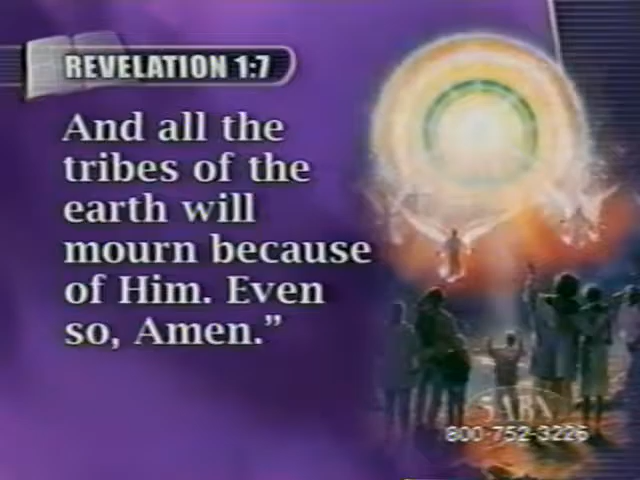 REVELATION 1:7
And all the
tribes of the
earth will
mourn because
of Him. Even
so, Amen.”
3ABN
800-752-3226